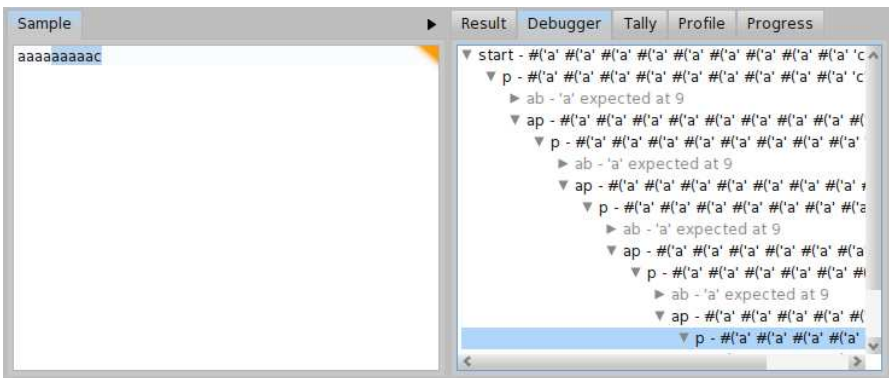 Sample
Result Debugger Tally Profile Progress
aaaaaaaaac
start - #('a' #('a' #('a' #('a' #('a' #('a' #('a' #('a' #('a' 'c
p - #('a' #('a' #('a' #('a' #('a' #('a' #('a' #('a' #('a' 'c'
ab - 'a' expected at 9
ap - #('a' #('a' #('a' #('a' #('a' #('a' #('a' #('a' #(
p - #('a' #('a' #('a' #('a' #('a' #('a' #('a' #('a'
ab - 'a' expected at 9
ap - #('a' #('a' #('a' #('a' #('a' #('a' #('a' #
p - #('a' #('a' #('a' #('a' #('a' #('a' #('a
ab - 'a' expected at 9
ap - #('a' #('a' #('a' #('a' #('a' #('a
p - #('a' #('a' #('a' #('a' #('a' #(
ab - 'a' expected at 9
ap - #('a' #('a' #('a' #('a' #(
p - #('a' #('a' #('a' #('a'